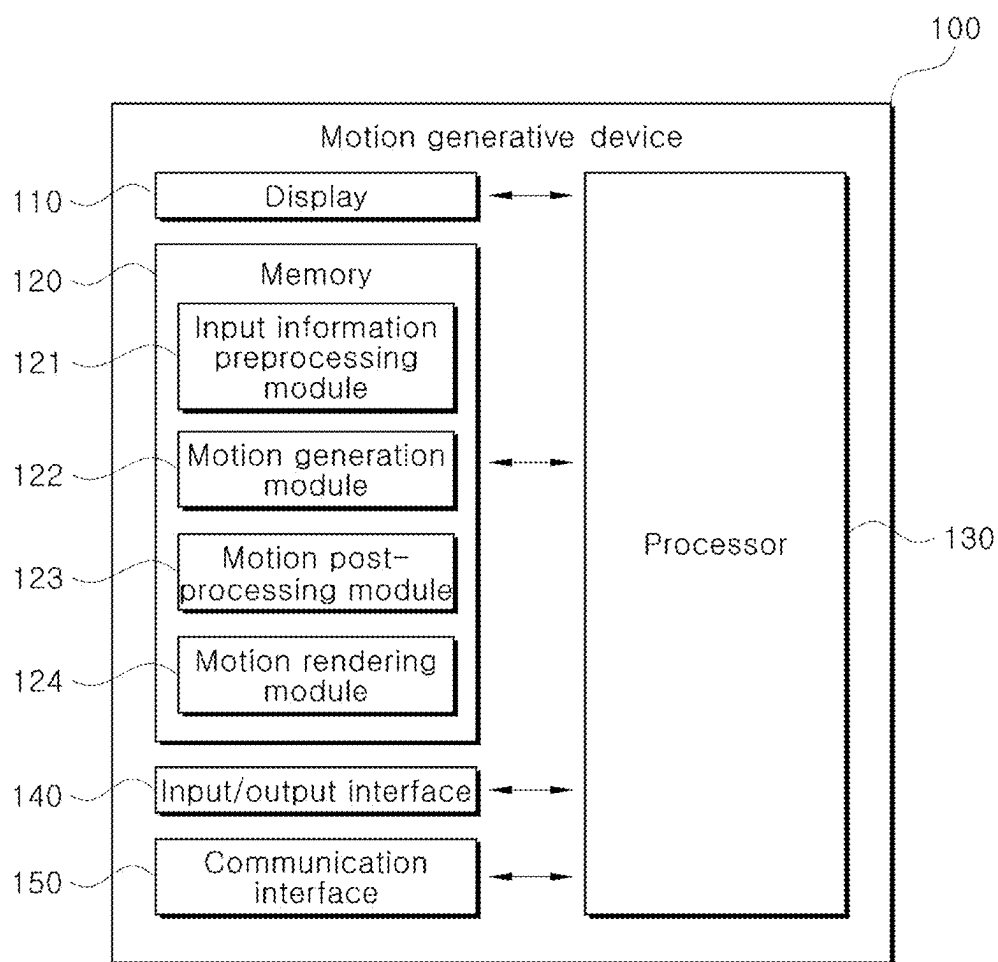 100
Motion generative device
110
Display
120
Memory
121
Input information
preprocessing
module
122
Motion generation
module
123
Motion post-
processing module
124
Motion rendering
module
Processor
130
140
Input/output interface
150
Communication
interface